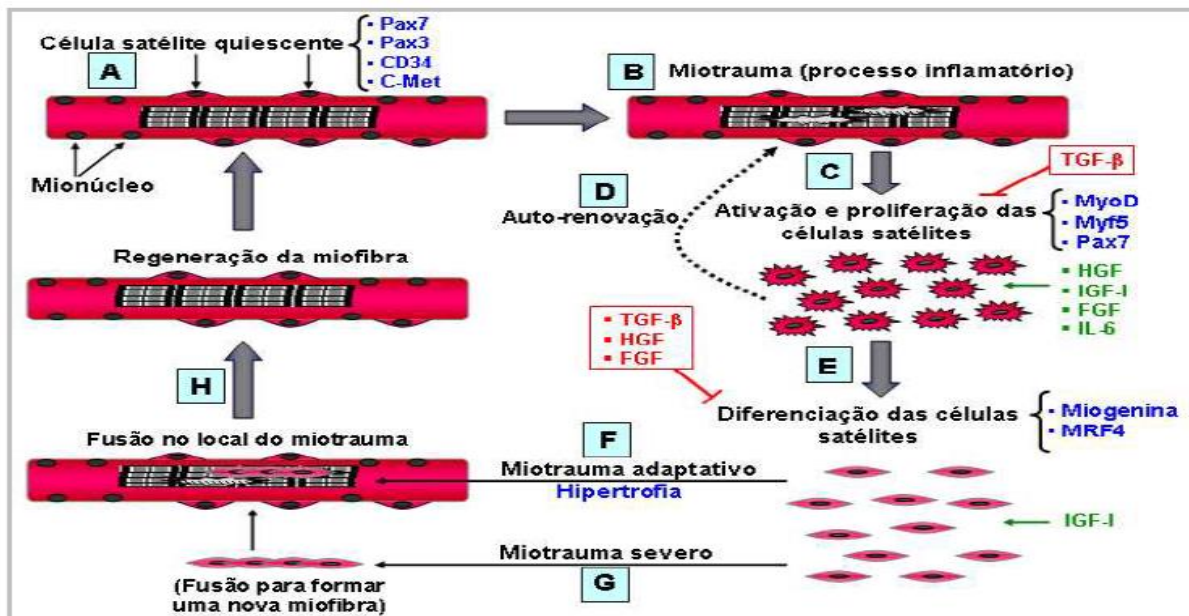 Célula satélite quiescente
▪ Pax7
▪ Pax3
▪ CD34
▪ C-Met
A
Mionúcleo
B
Miotrauma (processo inflamatório)
C
TGF-β
D
Auto-renovação
Ativação e proliferação das
células satélites
▪ MyoD
▪ Myf5
▪ Pax7
▪ HGF
▪ IGF-I
▪ FGF
▪ IL-6
▪ TGF-β
▪ HGF
▪ FGF
E
Diferenciação das células
satélites
▪ Miogenina
▪ MRF4
IGF-I
F
Miotrauma adaptativo
Hipertrofia
Miotrauma severo
G
(Fusão para formar
uma nova miofibra)
Fusão no local do miotrauma
H
Regeneração da miofibra